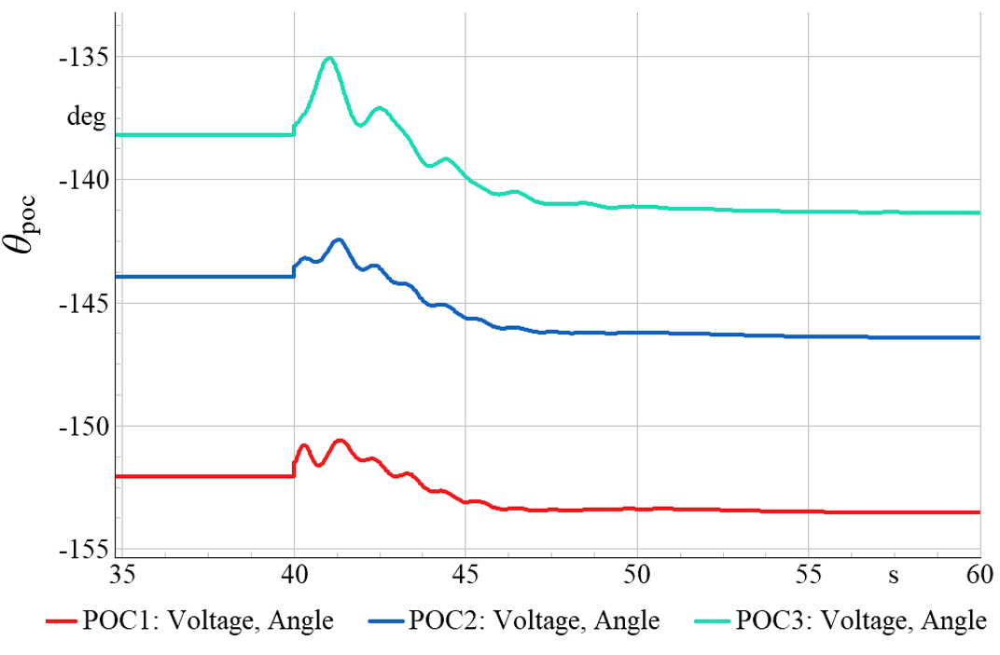 -135
deg
-140
θpoc
-145
-150
-155
35 40 45 50 55 s 60
POC1: Voltage, Angle POC2: Voltage, Angle POC3: Voltage, Angle